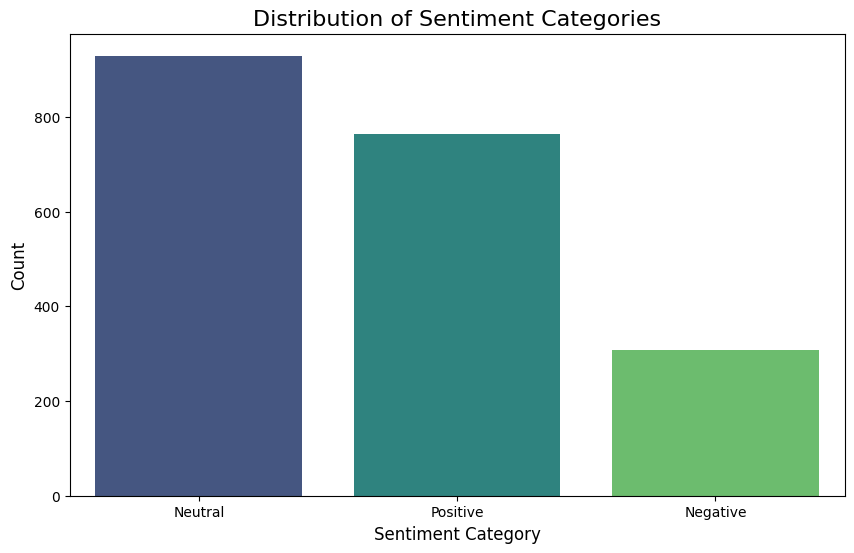 Distribution of Sentiment Categories
800
600
400
200
0
Count
Neutral
Positive
Negative
Sentiment Category